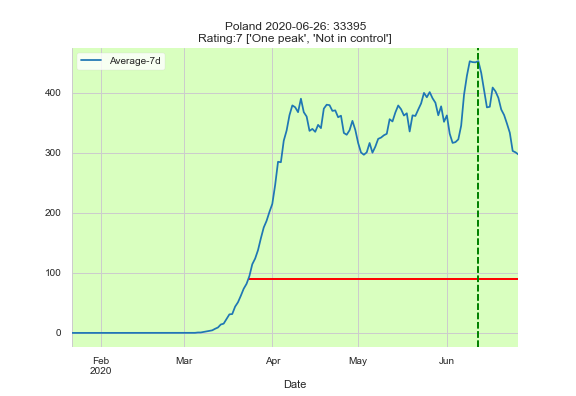 Poland 2020-06-26: 33395
Rating:7 ['One peak', 'Not in control']
Average-7d
400
300
200
100
0
Feb
2020
Mar
Apr
May
Jun
Date